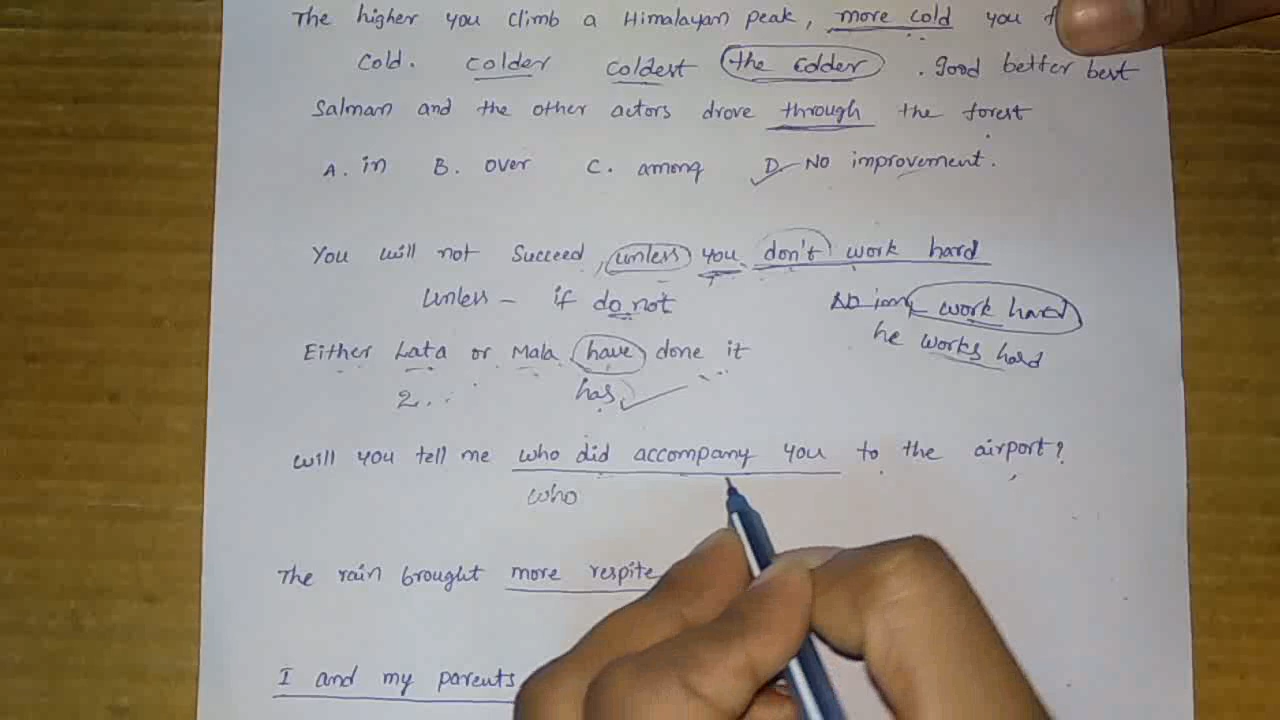 The higher you climb a Himalayan peak, more cold you
cold. colder coldest the colder . good better best
Salman and the other actors drove through the forest
A. in B. over C. among D. No improvement.
You will not succeed, unless you don't work hard
unless - if do not work hard
he works hard
Either Lata or Mala have done it
2.. has
will you tell me who did accompany you to the airport?
who
The rain brought more respite
I and my parents